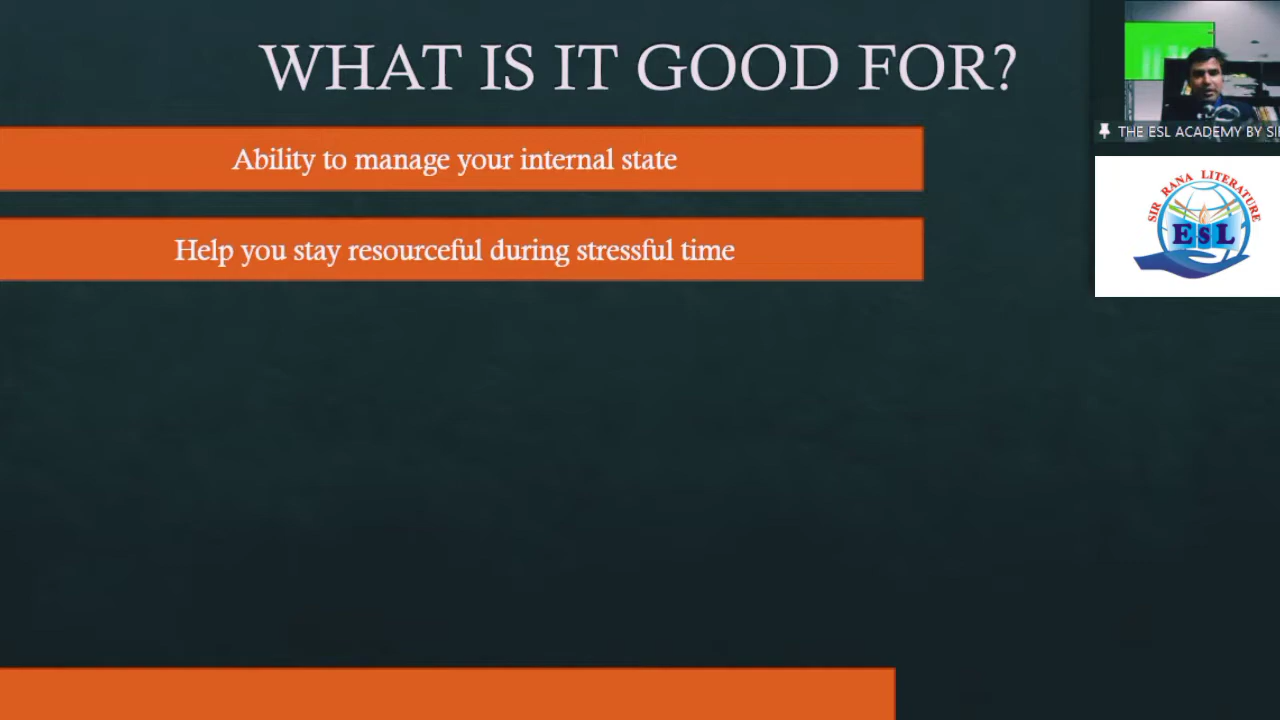 WHAT IS IT GOOD FOR?
Ability to manage your internal state
Help you stay resourceful during stressful time
THE ESL ACADEMY BY SI
SIR RANA LITERATURE
ESL